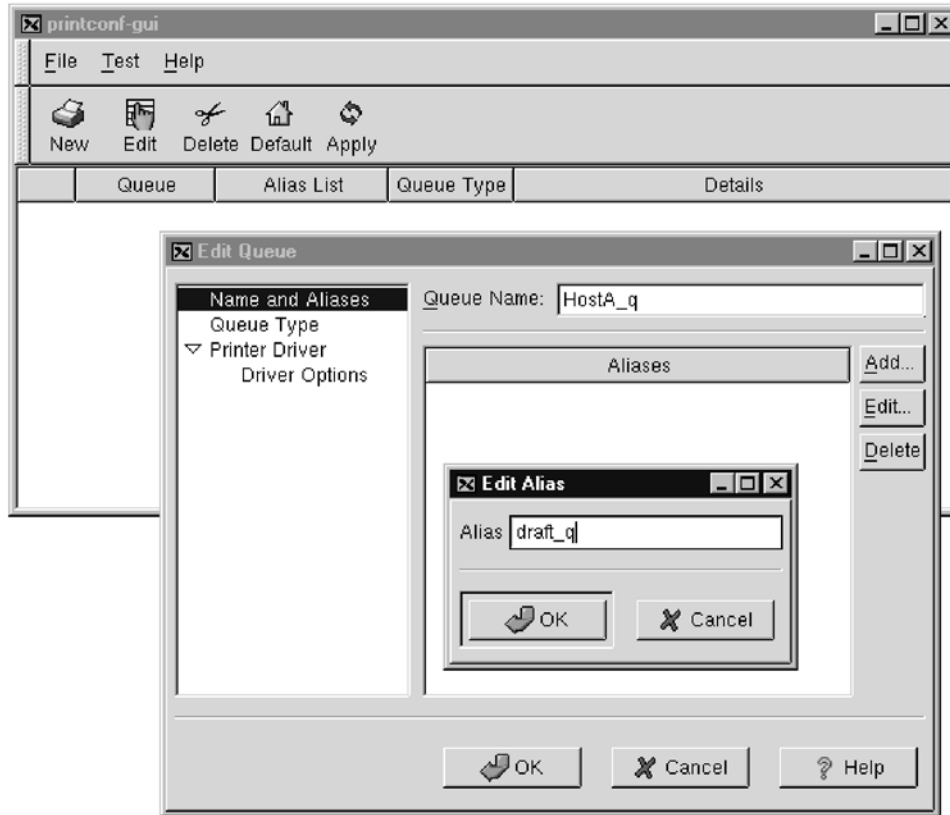 printconf-gui
File Test Help
New Edit Delete Default Apply
Queue Alias List Queue Type Details
Edit Queue
Name and Aliases
Queue Type
Printer Driver
Driver Options
Queue Name: HostA_q
Aliases
Add...
Edit...
Delete
Edit Alias
Alias draft_q
OK Cancel
OK Cancel Help